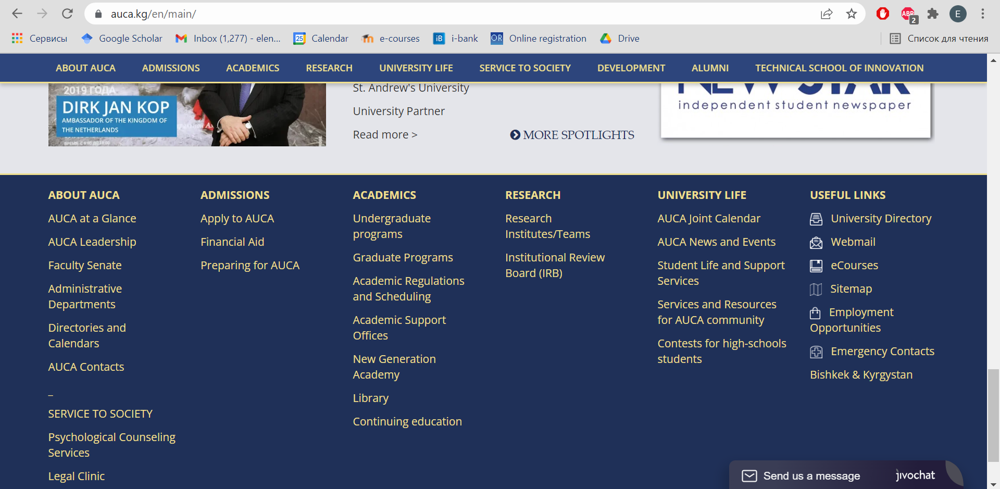 auca.kg/en/main/
ABP
2
E
Сервисы
Google Scholar
Inbox (1,277) - elen...
25
Calendar
e-courses
iB
i-bank
OR
Online registration
Drive
Список для чтения
ABOUT AUCA
ADMISSIONS
ACADEMICS
RESEARCH
UNIVERSITY LIFE
SERVICE TO SOCIETY
DEVELOPMENT
ALUMNI
TECHNICAL SCHOOL OF INNOVATION
2019 ГОДА
DIRK JAN KOP
AMBASSADOR OF THE KINGDOM OF
THE NETHERLANDS
St. Andrew's University
University Partner
Read more >
MORE SPOTLIGHTS
NEW STAR
independent student newspaper
ABOUT AUCA
AUCA at a Glance
AUCA Leadership
Faculty Senate
Administrative
Departments
Directories and
Calendars
AUCA Contacts
_
SERVICE TO SOCIETY
Psychological Counseling
Services
Legal Clinic
ADMISSIONS
Apply to AUCA
Financial Aid
Preparing for AUCA
ACADEMICS
Undergraduate
programs
Graduate Programs
Academic Regulations
and Scheduling
Academic Support
Offices
New Generation
Academy
Library
Continuing education
RESEARCH
Research
Institutes/Teams
Institutional Review
Board (IRB)
UNIVERSITY LIFE
AUCA Joint Calendar
AUCA News and Events
Student Life and Support
Services
Services and Resources
for AUCA community
Contests for high-schools
students
USEFUL LINKS
University Directory
Webmail
eCourses
Sitemap
Employment
Opportunities
Emergency Contacts
Bishkek & Kyrgystan
Send us a message
jivochat